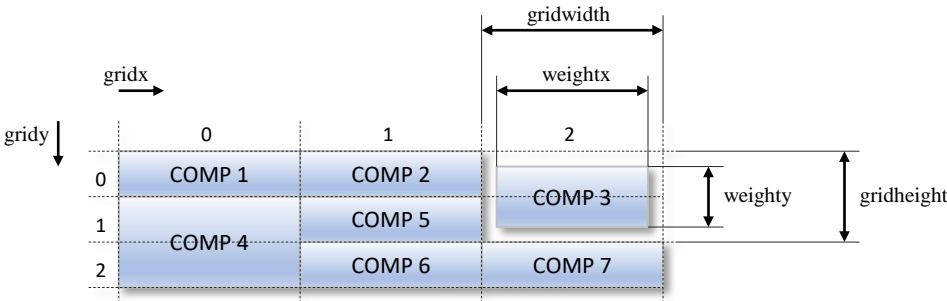 gridwidth
gridx
weightx
gridy
0 1 2
0 COMP 1 COMP 2
COMP 3
weighty
gridheight
1 COMP 5
COMP 4
2 COMP 6 COMP 7